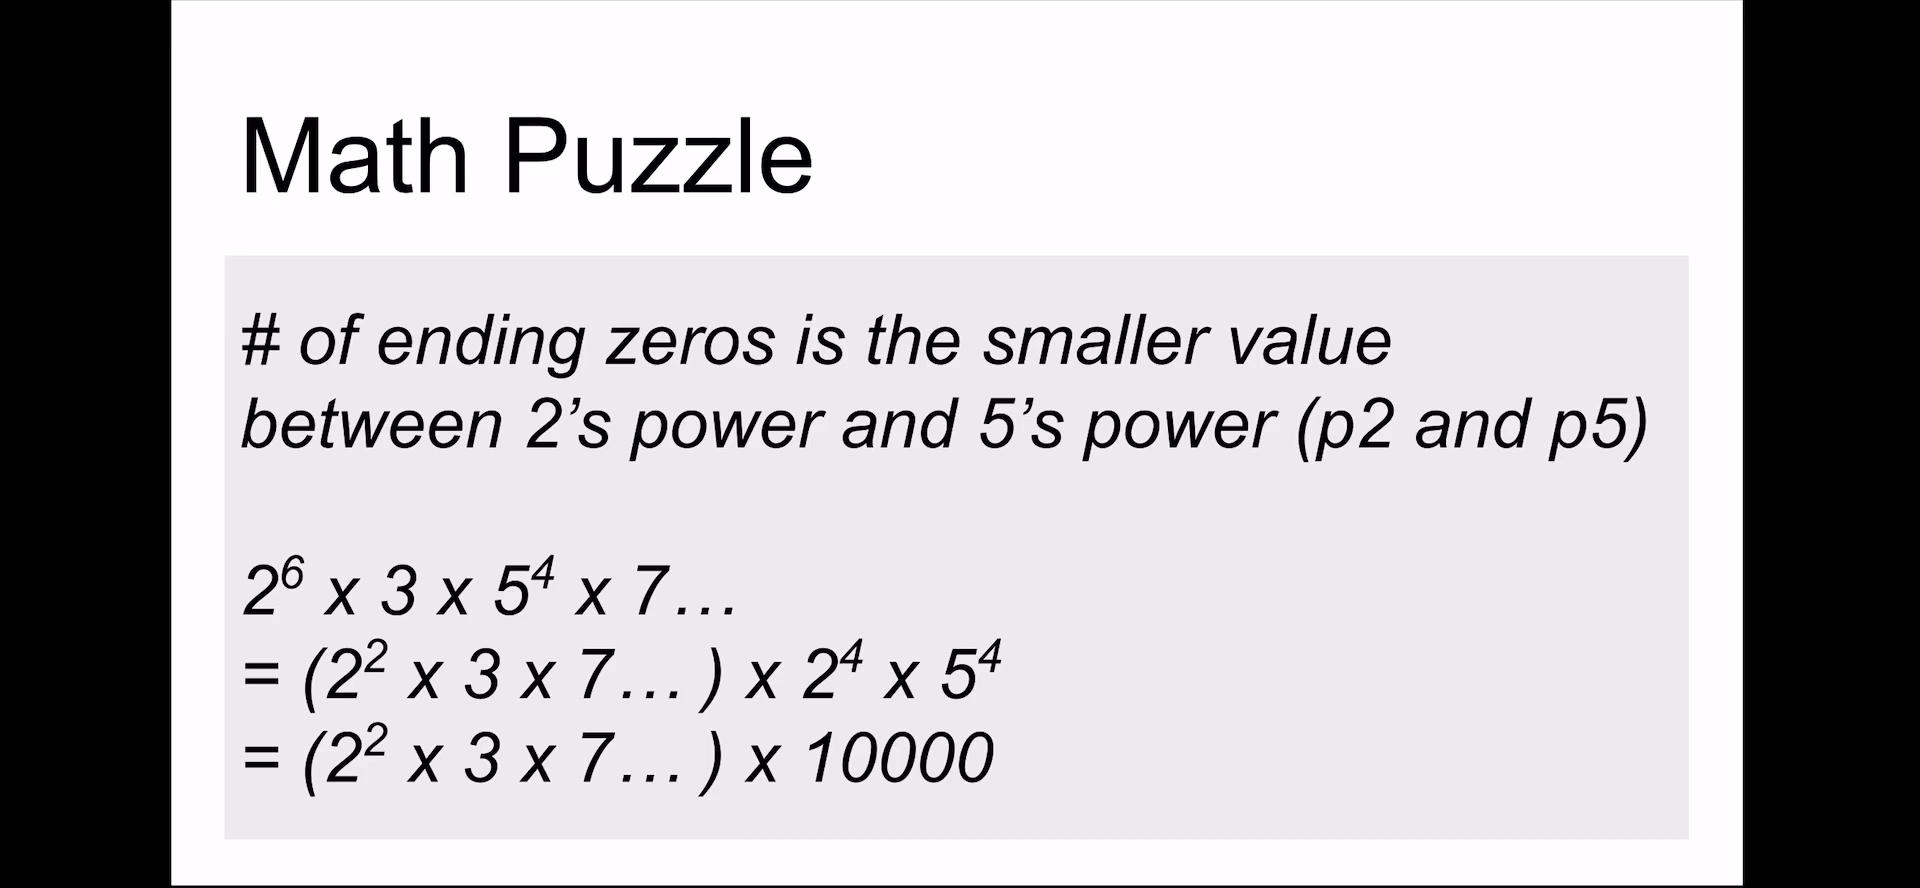 Math Puzzle
# of ending zeros is the smaller value
between 2’s power and 5’s power (p2 and p5)
2⁶ x 3 x 5⁴ x 7…
= (2² x 3 x 7… ) x 2⁴ x 5⁴
= (2² x 3 x 7… ) x 10000